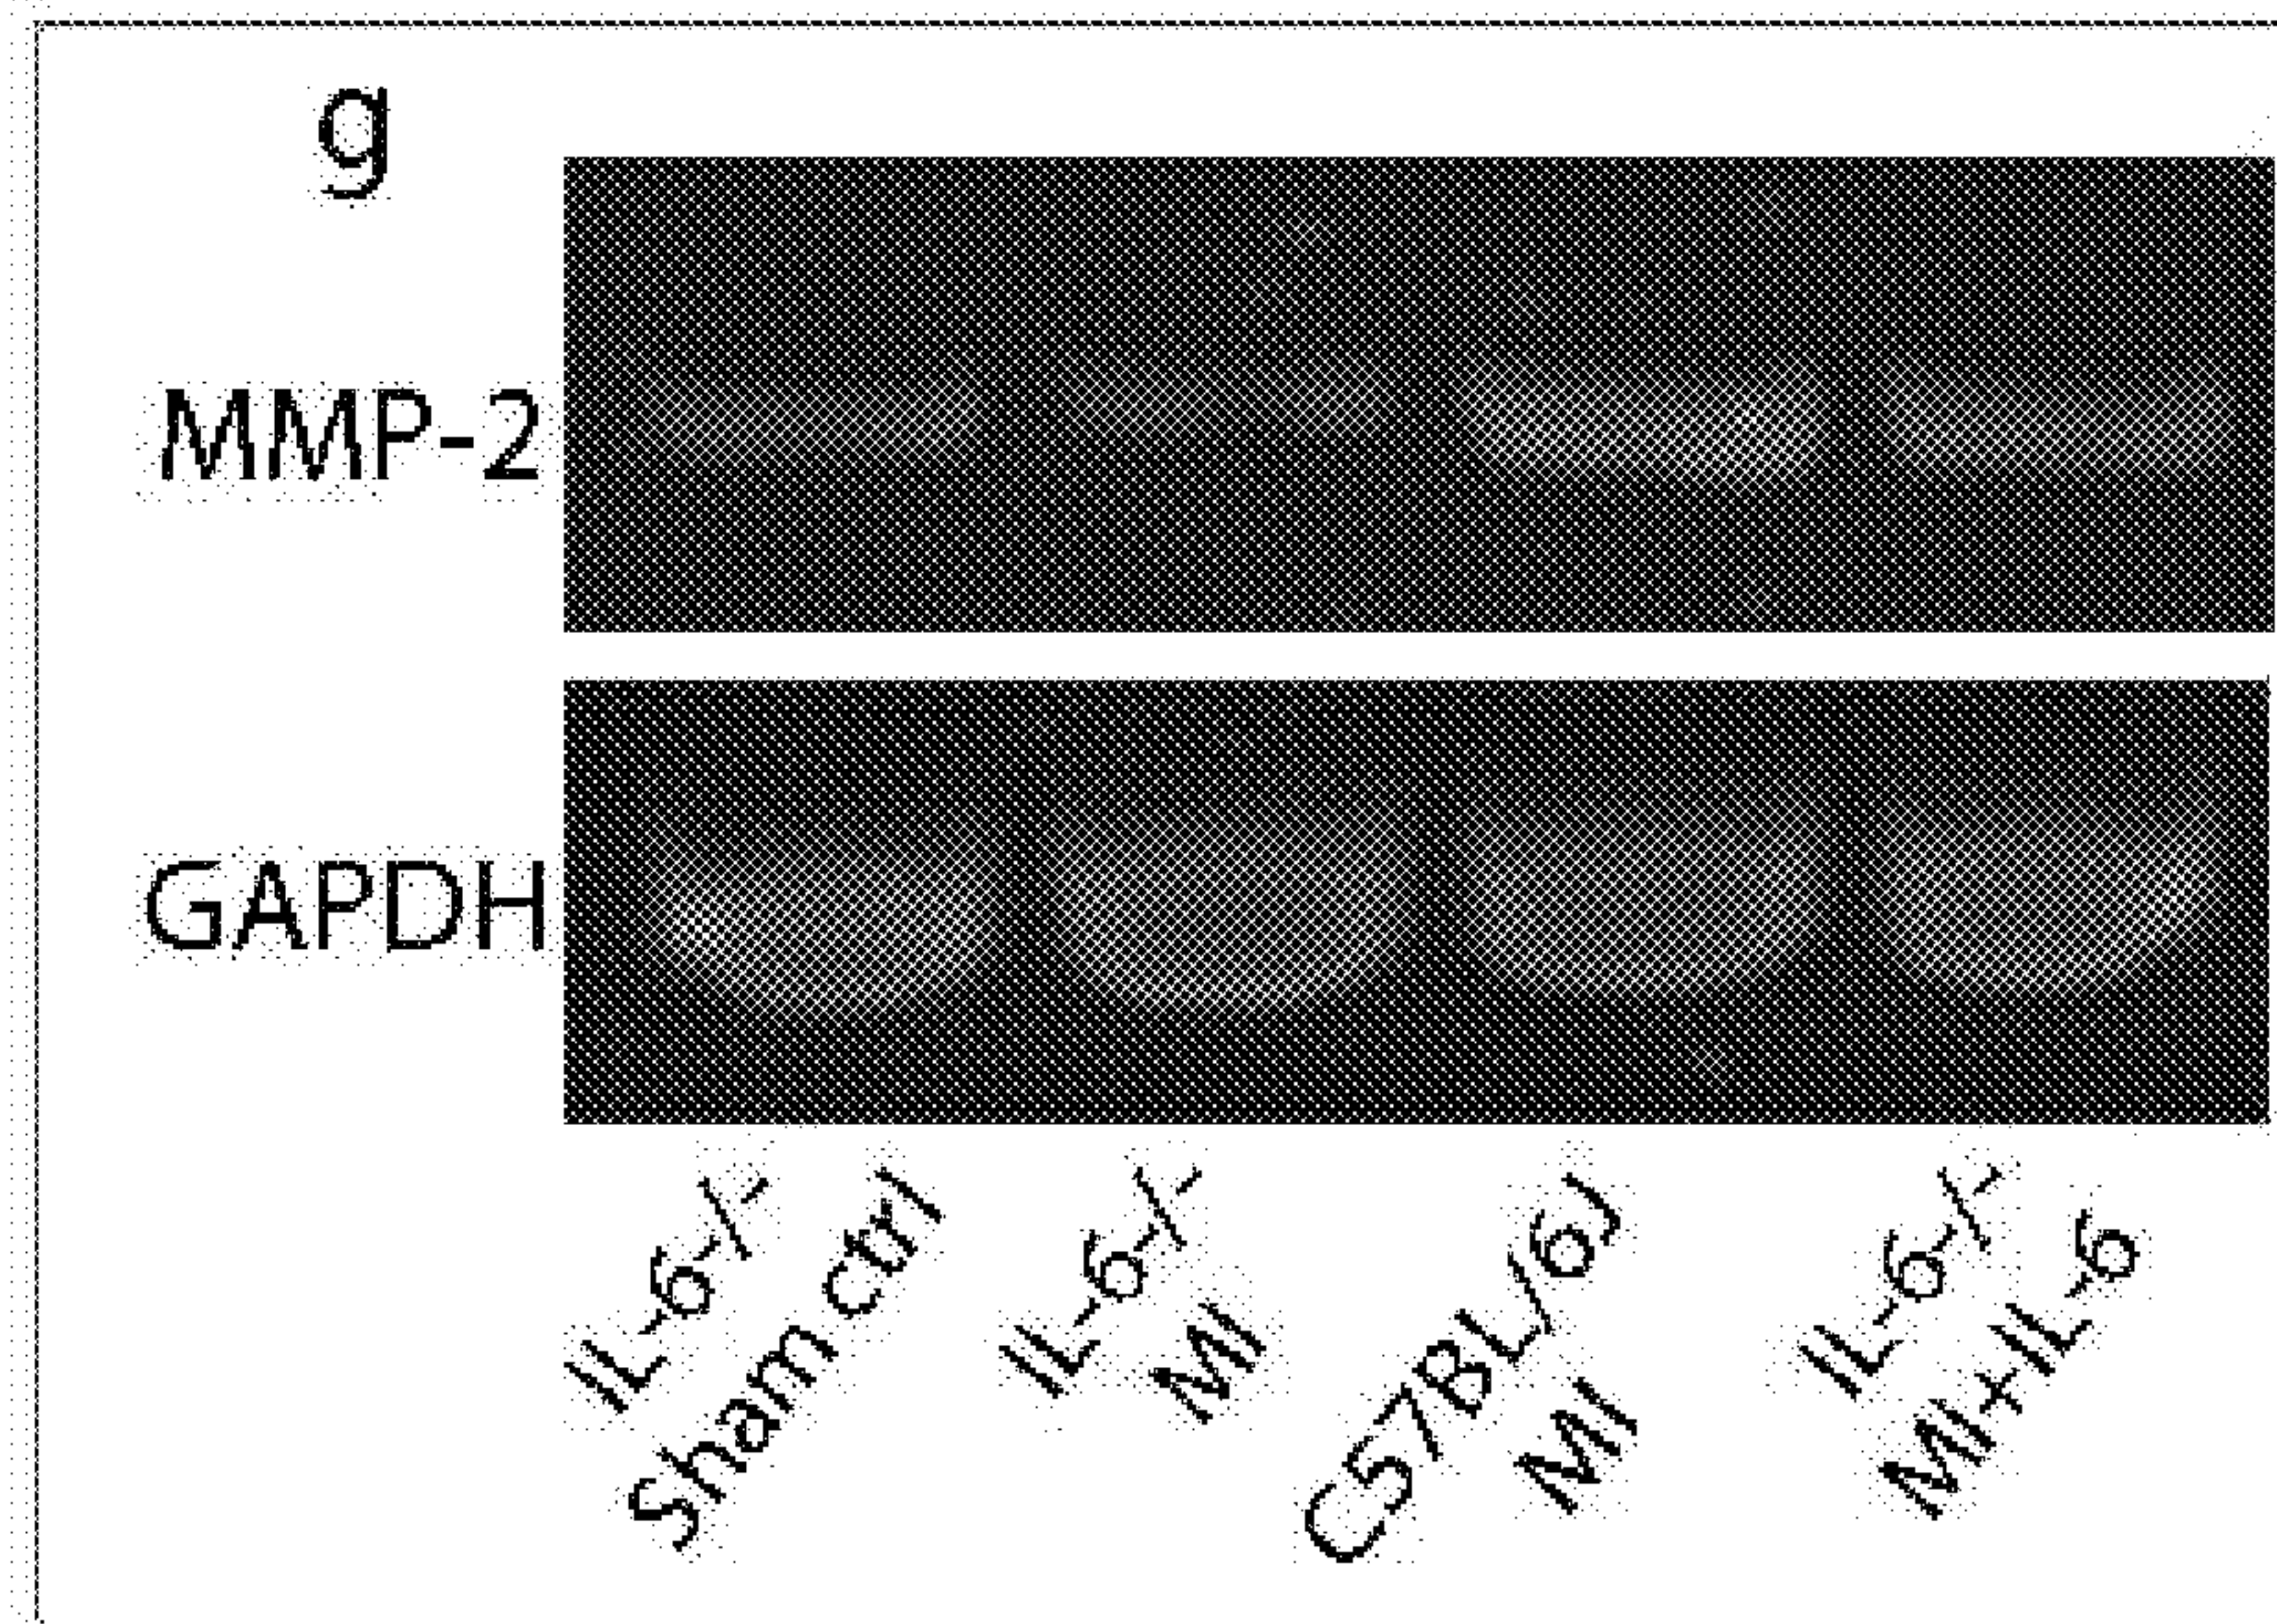 g
MMP-2
GAPDH
IL-6-/-
Sham ctrl
IL-6-/-
MI
C57BL/6J
MI
IL-6-/-
MI+IL-6